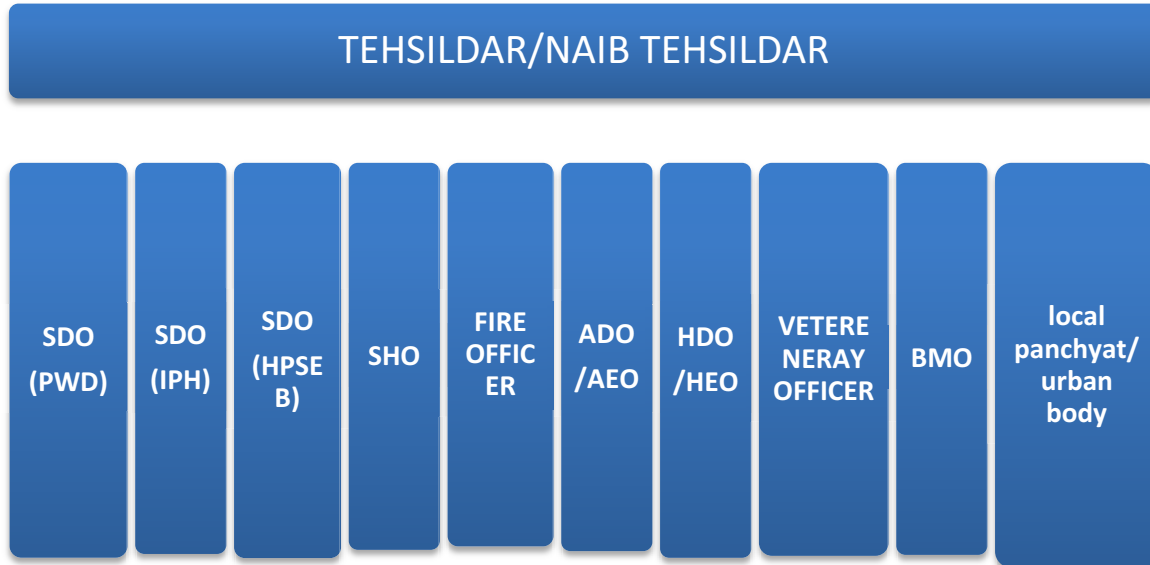 TEHSILDAR/NAIB TEHSILDAR
SDO
(PWD)
SDO
(IPH)
SDO
(HPSE
B)
SHO
FIRE
OFFIC
ER
ADO
/AEO
HDO
/HEO
VETERE
NERAY
OFFICER
BMO
local
panchyat/
urban
body